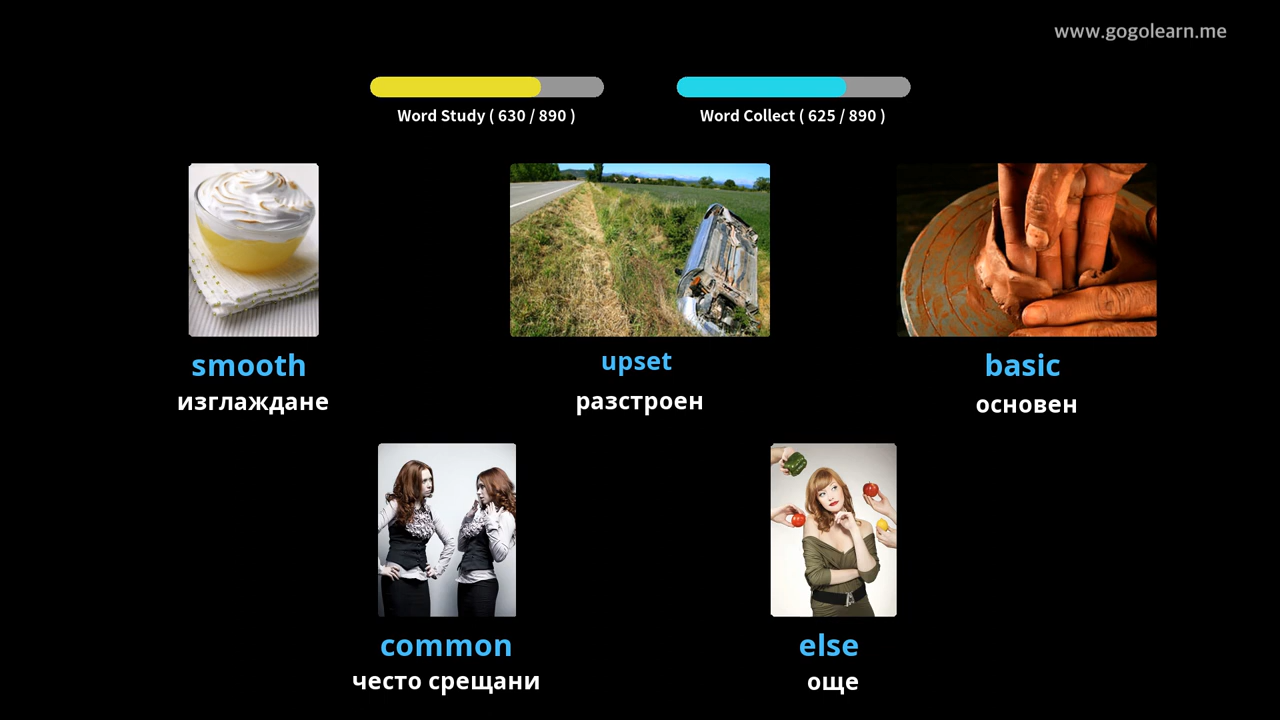 www.gogolearn.me
Word Study ( 630 / 890 )
Word Collect ( 625 / 890 )
smooth
изглаждане
upset
разстроен
basic
основен
common
често срещани
else
още